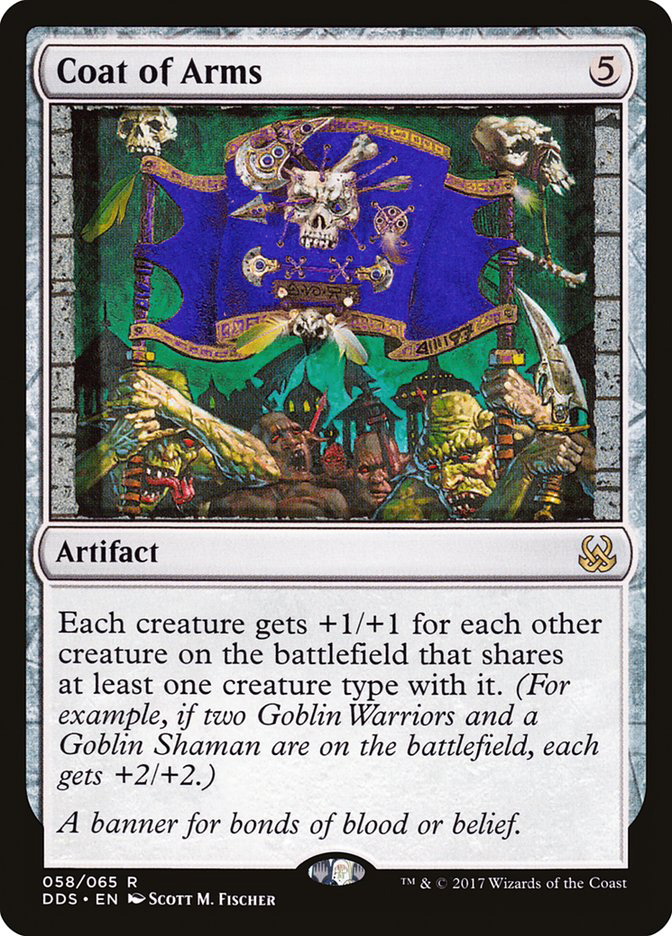 Coat of Arms 5
Artifact
Each creature gets +1/+1 for each other
creature on the battlefield that shares
at least one creature type with it. (For
example, if two Goblin Warriors and a
Goblin Shaman are on the battlefield, each
gets +2/+2.)
A banner for bonds of blood or belief.
058/065 R
DDS • EN Scott M. Fischer
™ & © 2017 Wizards of the Coast